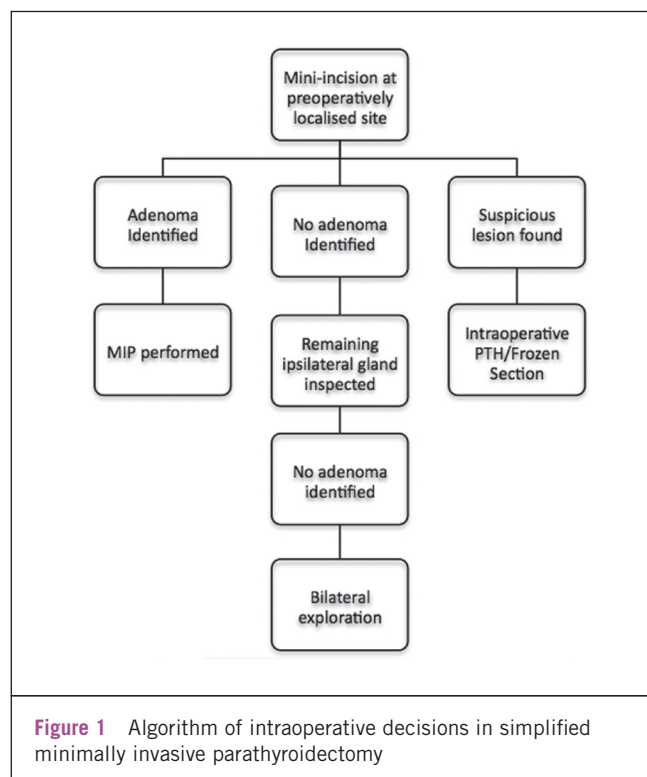 Mini-incision at
preoperatively
localised site
Adenoma
Identified
No adenoma
Identified
Suspicious
lesion found
MIP performed
Remaining
ipsilateral gland
inspected
Intraoperative
PTH/Frozen
Section
No adenoma
identified
Bilateral
exploration
Figure 1 Algorithm of intraoperative decisions in simplified
minimally invasive parathyroidectomy